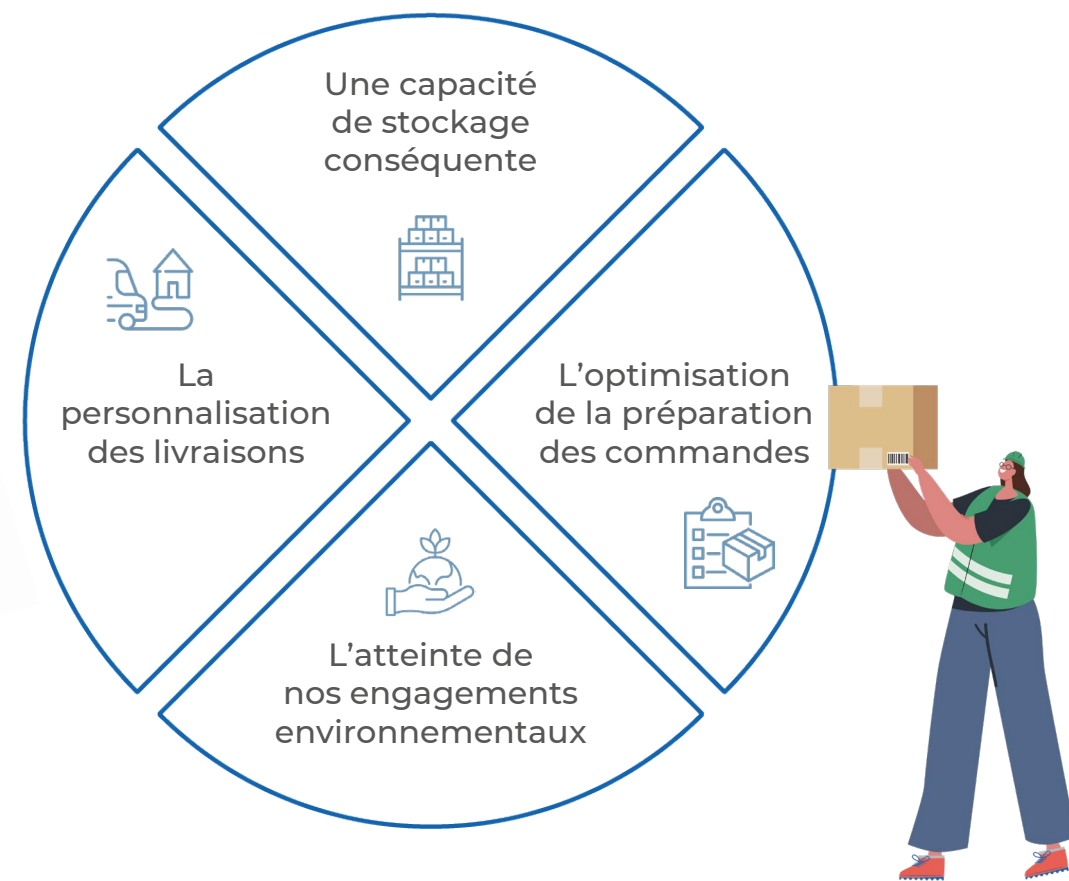 Une capacité
de stockage
conséquente
La
personnalisation
des livraisons
L’optimisation
de la préparation
des commandes
L’atteinte de
nos engagements
environnementaux